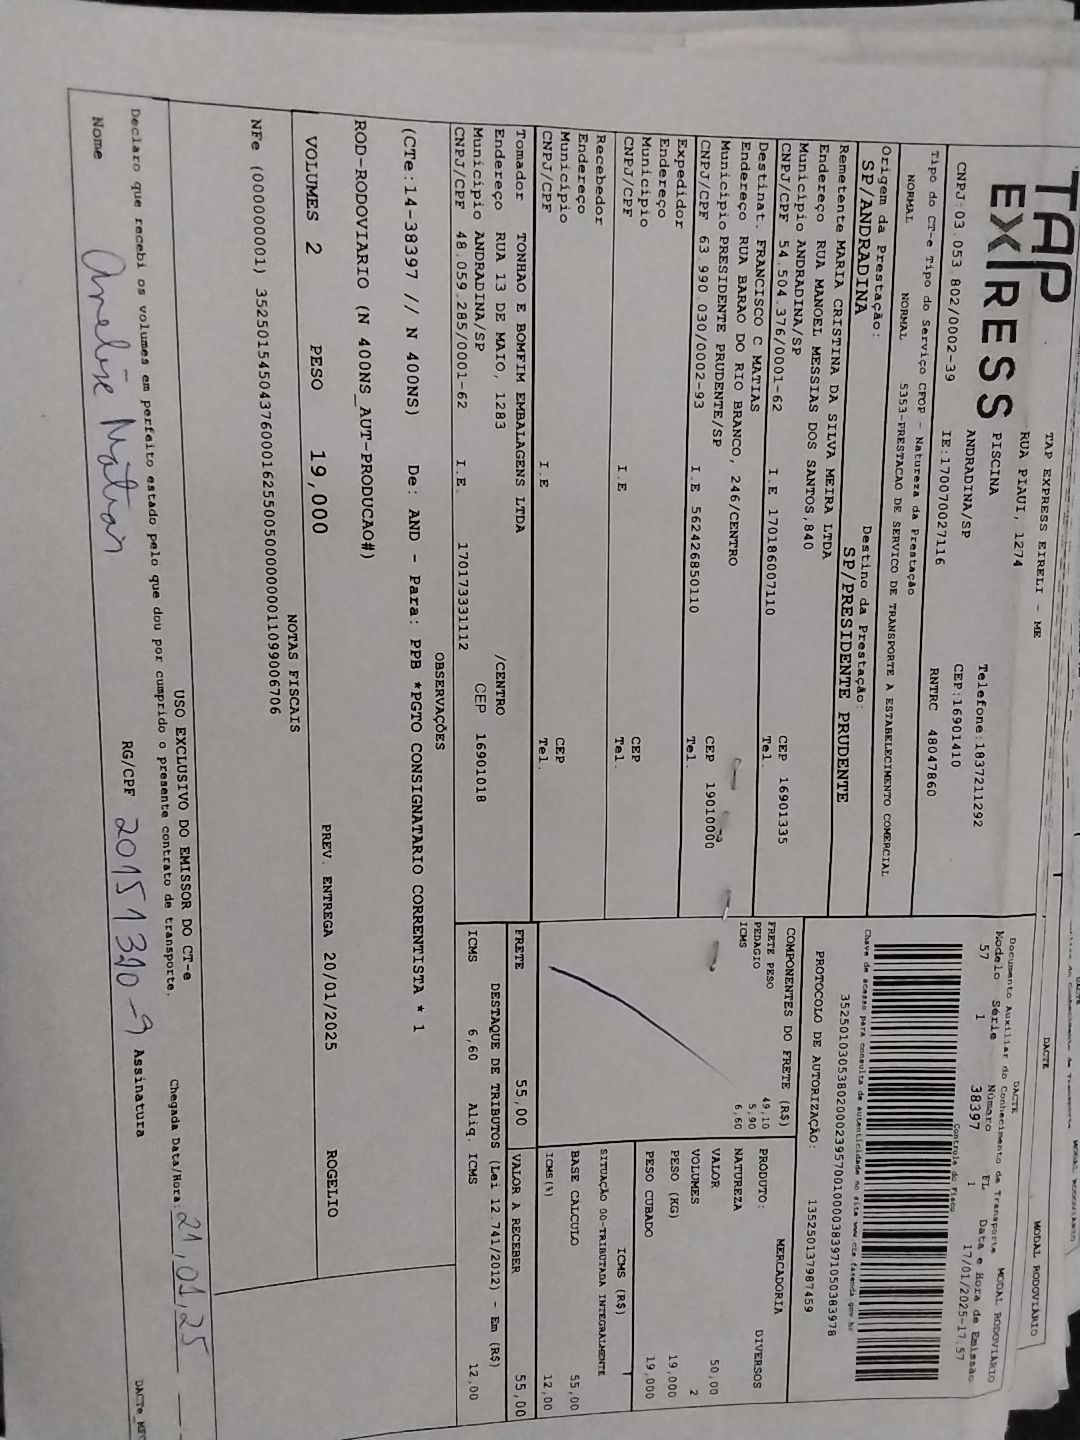 TAP EXPRESS
TAP EXPRESS EIRELI - ME
RUA PIAUI, 1274
PISCINA
ANDRADINA/SP
Telefone:1837211292
CEP:16901410
CNPJ:03.053.802/0002-39 IE:170070027116 RNTRC 48047860
Tipo do CT-e Tipo do Serviço CFOP - Natureza da Prestação
NORMAL NORMAL 5353-PRESTACAO DE SERVICO DE TRANSPORTE A ESTABELECIMENTO COMERCIAL
Origem da Prestação: Destino da Prestação:
SP/ANDRADINA SP/PRESIDENTE PRUDENTE
Remetente MARIA CRISTINA DA SILVA MEIRA LTDA
Endereço RUA MANOEL MESSIAS DOS SANTOS,840
Município ANDRADINA/SP CEP 16901335
CNPJ/CPF 54.504.376/0001-62 I.E 170186007110 Tel.
Destinat. FRANCISCO C MATIAS
Endereço RUA BARAO DO RIO BRANCO, 246/CENTRO
Município PRESIDENTE PRUDENTE/SP CEP 19010000
CNPJ/CPF 63.990.030/0002-93 I.E 562426850110 Tel.
Expedidor
Endereço
Município CEP
CNPJ/CPF I.E Tel.
Recebedor
Endereço
Município CEP
CNPJ/CPF I.E Tel.
Tomador TONHAO E BOMFIM EMBALAGENS LTDA
Endereço RUA 13 DE MAIO, 1283 /CENTRO
Município ANDRADINA/SP CEP 16901018
CNPJ/CPF 48.059.285/0001-62 I.E. 170173331112
DACTE MODAL RODOVIÁRIO
DACTE
Documento Auxiliar do Conhecimento de Transporte MODAL RODOVIÁRIO
Modelo Série Número FL Data e Hora de Emissão
57 1 38397 1 17/01/2025-17.57
Controle do Fisco
Chave de acesso para consulta de autenticidade no site www.cte.fazenda.gov.br
35250103053802000239570010000383971050383978
PROTOCOLO DE AUTORIZAÇÃO: 135250137987459
COMPONENTES DO FRETE (R$)
FRETE PESO 49,10
PEDAGIO 5,90
ICMS 6,60
MERCADORIA
PRODUTO: DIVERSOS
NATUREZA
VALOR 50,00
VOLUMES 2
PESO (KG) 19,000
PESO CUBADO 19,000
ICMS (R$)
SITUAÇÃO 00-TRIBUTADA INTEGRALMENTE
BASE CÁLCULO 55,00
ICMS(%) 12,00
FRETE 55,00 VALOR A RECEBER 55,00
DESTAQUE DE TRIBUTOS (Lei 12.741/2012) - Em (R$)
ICMS 6,60 Aliq. ICMS 12,00
OBSERVAÇÕES
(CTe:14-38397 // N 400NS) De: AND - Para: PPB *PGTO CONSIGNATARIO CORRENTISTA * 1
ROD-RODOVIARIO (N 400NS_AUT-PRODUCAO#)
VOLUMES 2 PESO 19,000 PREV. ENTREGA 20/01/2025 ROGELIO
NOTAS FISCAIS
USO EXCLUSIVO DO EMISSOR DO CT-e
Declaro que recebi os volumes em perfeito estado pelo que dou por cumprido o presente contrato de transporte.
Chegada Data/Hora: 21,01,25
Nome Matias RG/CPF 20151310-9 Assinatura